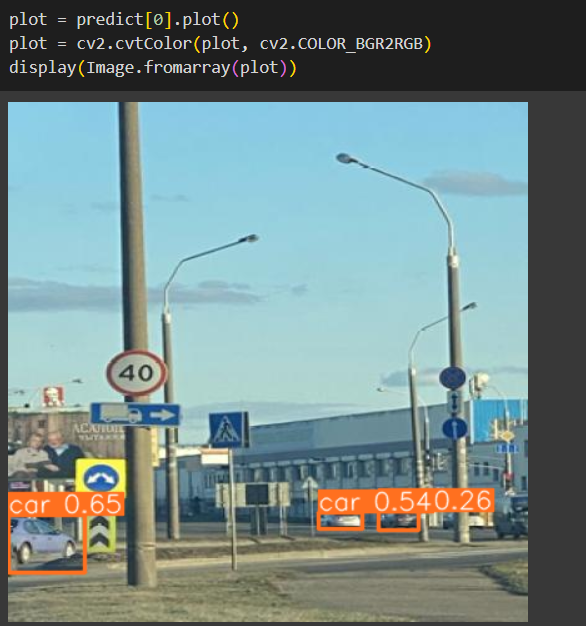 plot = predict[0].plot()
plot = cv2.cvtColor(plot, cv2.COLOR_BGR2RGB)
display(Image.fromarray(plot))
40
car 0.65
car 0.540.26